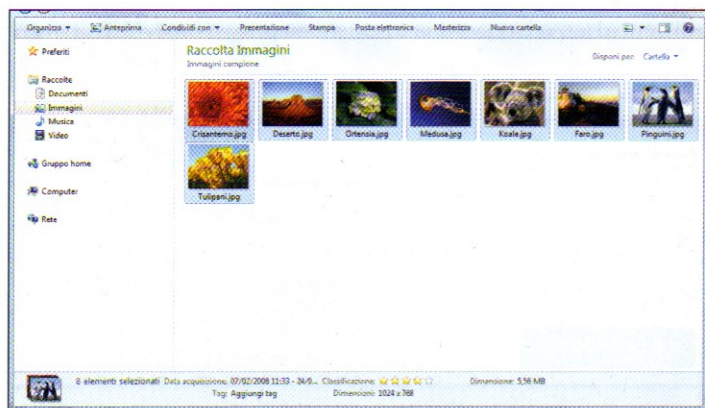 Organizza Anteprima Condividi con Presentazione Stampa Posta elettronica Masterizza Nuova cartella
Preferiti
Raccolte
Documenti
Immagini
Musica
Video
Gruppo home
Computer
Rete
Raccolta Immagini
Immagini campione
Disponi per: Cartella
Crisantemo.jpg Deserto.jpg Ortensia.jpg Medusa.jpg Koala.jpg Faro.jpg Pinguini.jpg
Tulipani.jpg
8 elementi selezionati Data acquisizione: 07/02/2008 11:33 - 24/0... Classificazione: Dimensione: 5,56 MB
Tag: Aggiungi tag Dimensioni: 1024 x 768